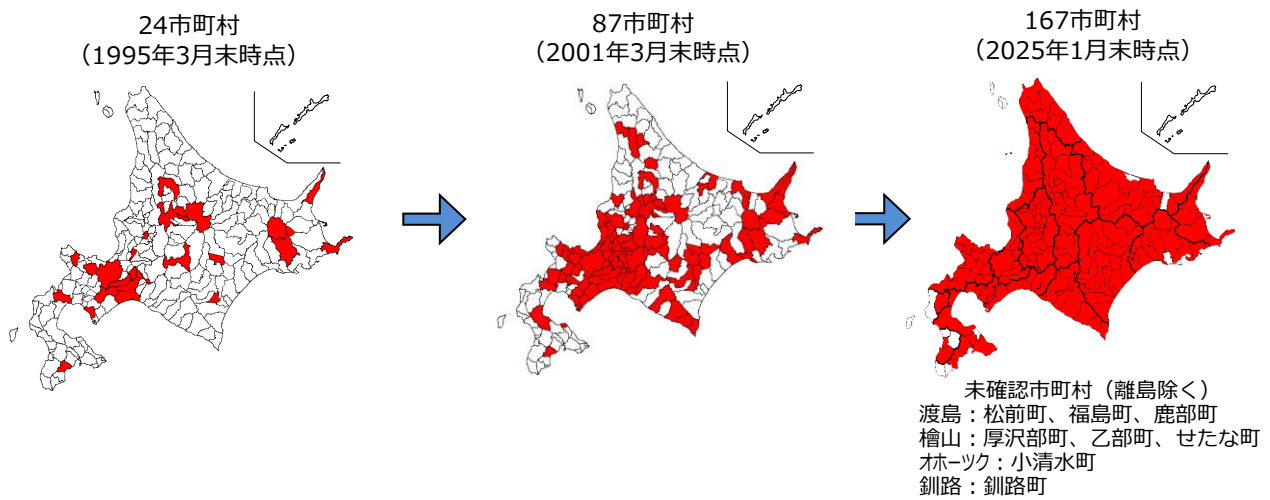 24市町村
（1995年3月末時点）
87市町村
（2001年3月末時点）
167市町村
（2025年1月末時点）
未確認市町村（離島除く）
渡島：松前町、福島町、鹿部町
檜山：厚沢部町、乙部町、せたな町
ｵﾎｰﾂｸ：小清水町
釧路：釧路町